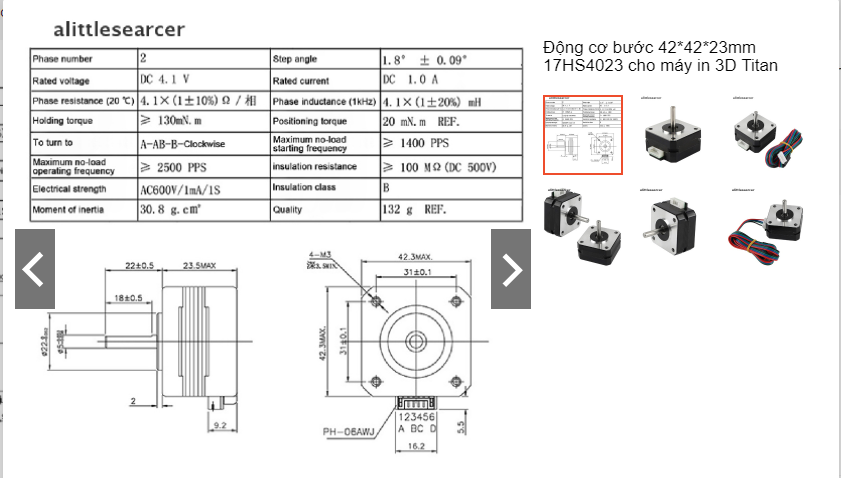 alittlesearcer
Phase number 2 Step angle 1.8° ± 0.09°
Rated voltage DC 4.1 V Rated current DC 1.0 A
Phase resistance (20 ℃) 4.1×(1±10%) Ω / 相 Phase inductance (1kHz) 4.1×(1±20%) mH
Holding torque ≥ 130mN.m Positioning torque 20 mN.m REF.
To turn to A-AB-B-Clockwise Maximum no-load starting frequency ≥ 1400 PPS
Maximum no-load operating frequency ≥ 2500 PPS insulation resistance ≥ 100 MΩ (DC 500V)
Electrical strength AC600V/1mA/1S Insulation class B
Moment of inertia 30.8 g.cm² Quality 132 g REF.
Động cơ bước 42*42*23mm
17HS4023 cho máy in 3D Titan
alittlesearcer
alittlesearcer
alittlesearcer
alittlesearcer
alittlesearcer
22±0.5
23.5MAX
18±0.5
2
9.2
4-M3
42.3MAX.
31±0.1
42.3MAX.
31±0.1
123456
A BC D
PH-06AWJ
5.5
16.2